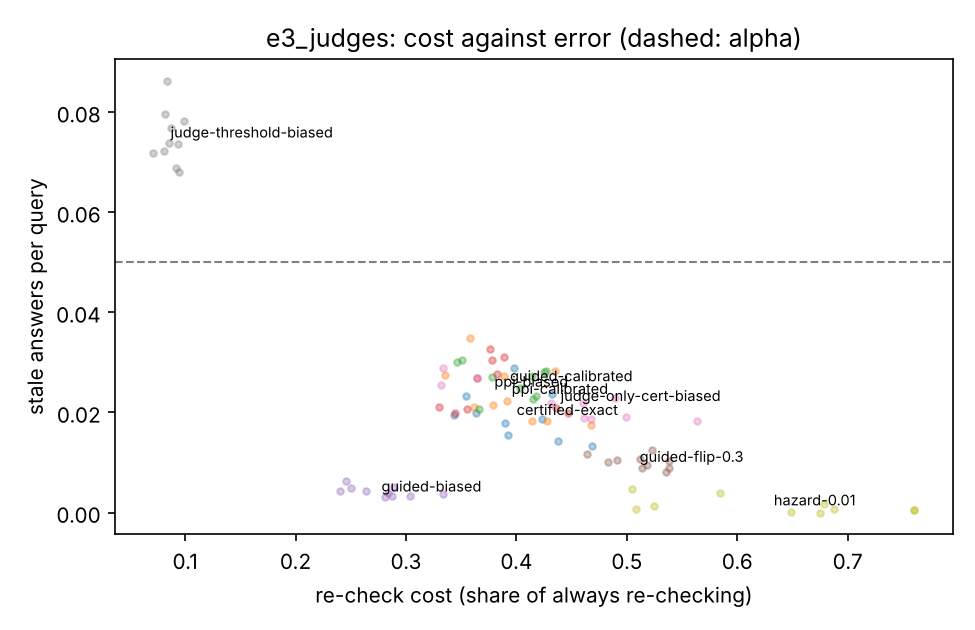 e3_judges: cost against error (dashed: alpha)
stale answers per query
0.08
0.06
0.04
0.02
0.00
judge-threshold-biased
guided-calibrated
ppi-biased
ppi-calibrated
judge-only-cert-biased
certified-exact
guided-flip-0.3
guided-biased
hazard-0.01
0.1 0.2 0.3 0.4 0.5 0.6 0.7
re-check cost (share of always re-checking)